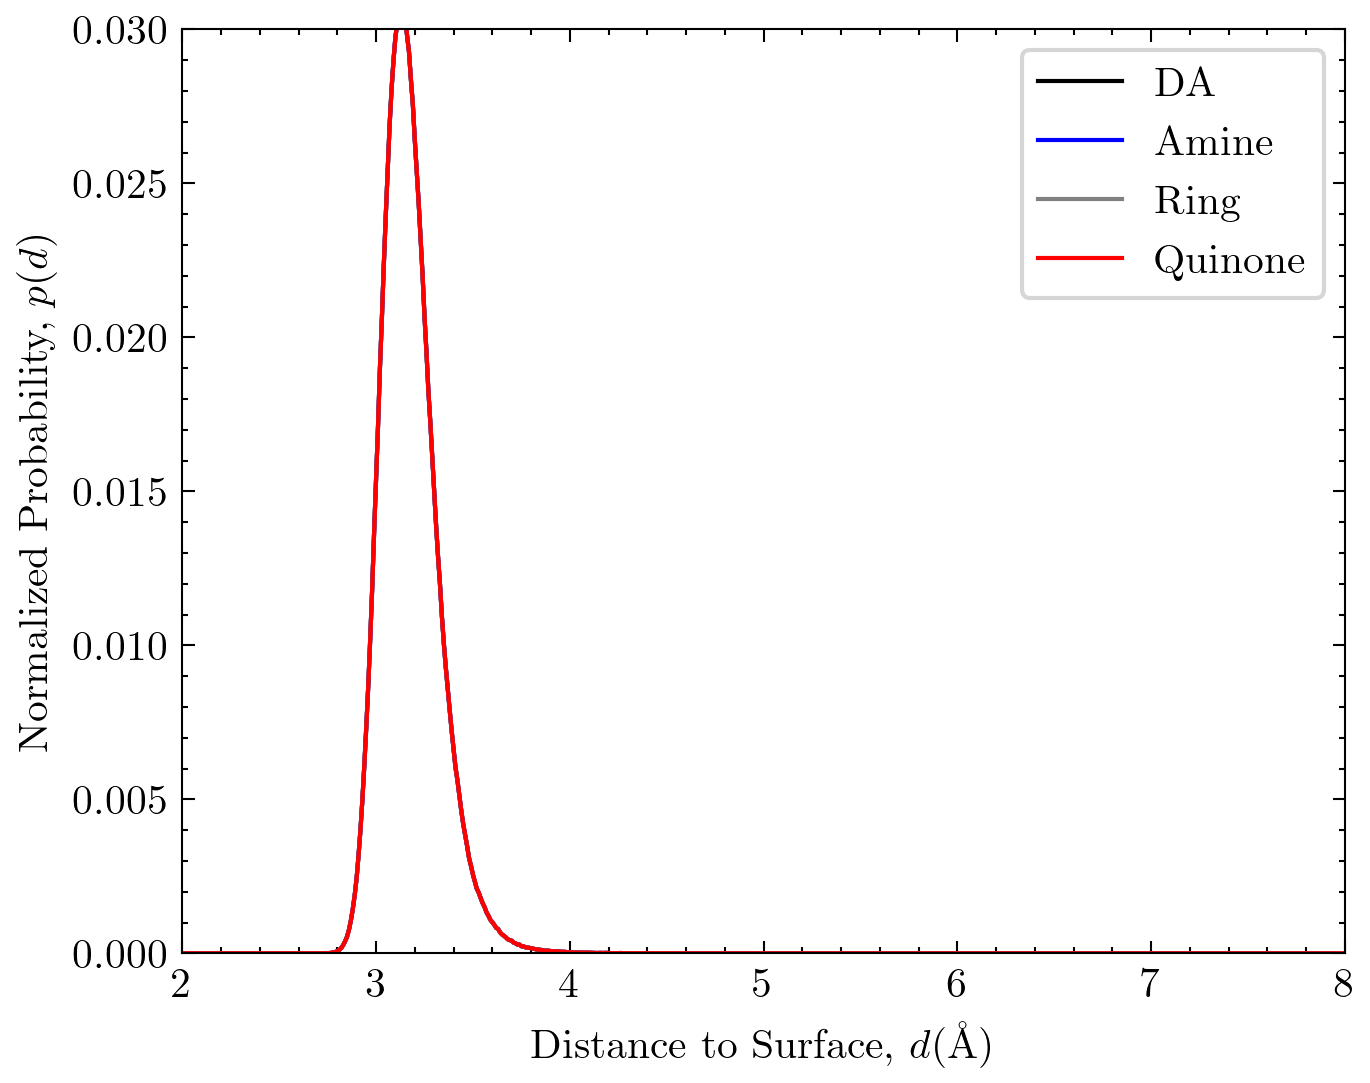 0.030
0.025
0.020
0.015
0.010
0.005
0.000
Normalized Probability, p(d)
2 3 4 5 6 7 8
Distance to Surface, d(Å)
DA
Amine
Ring
Quinone